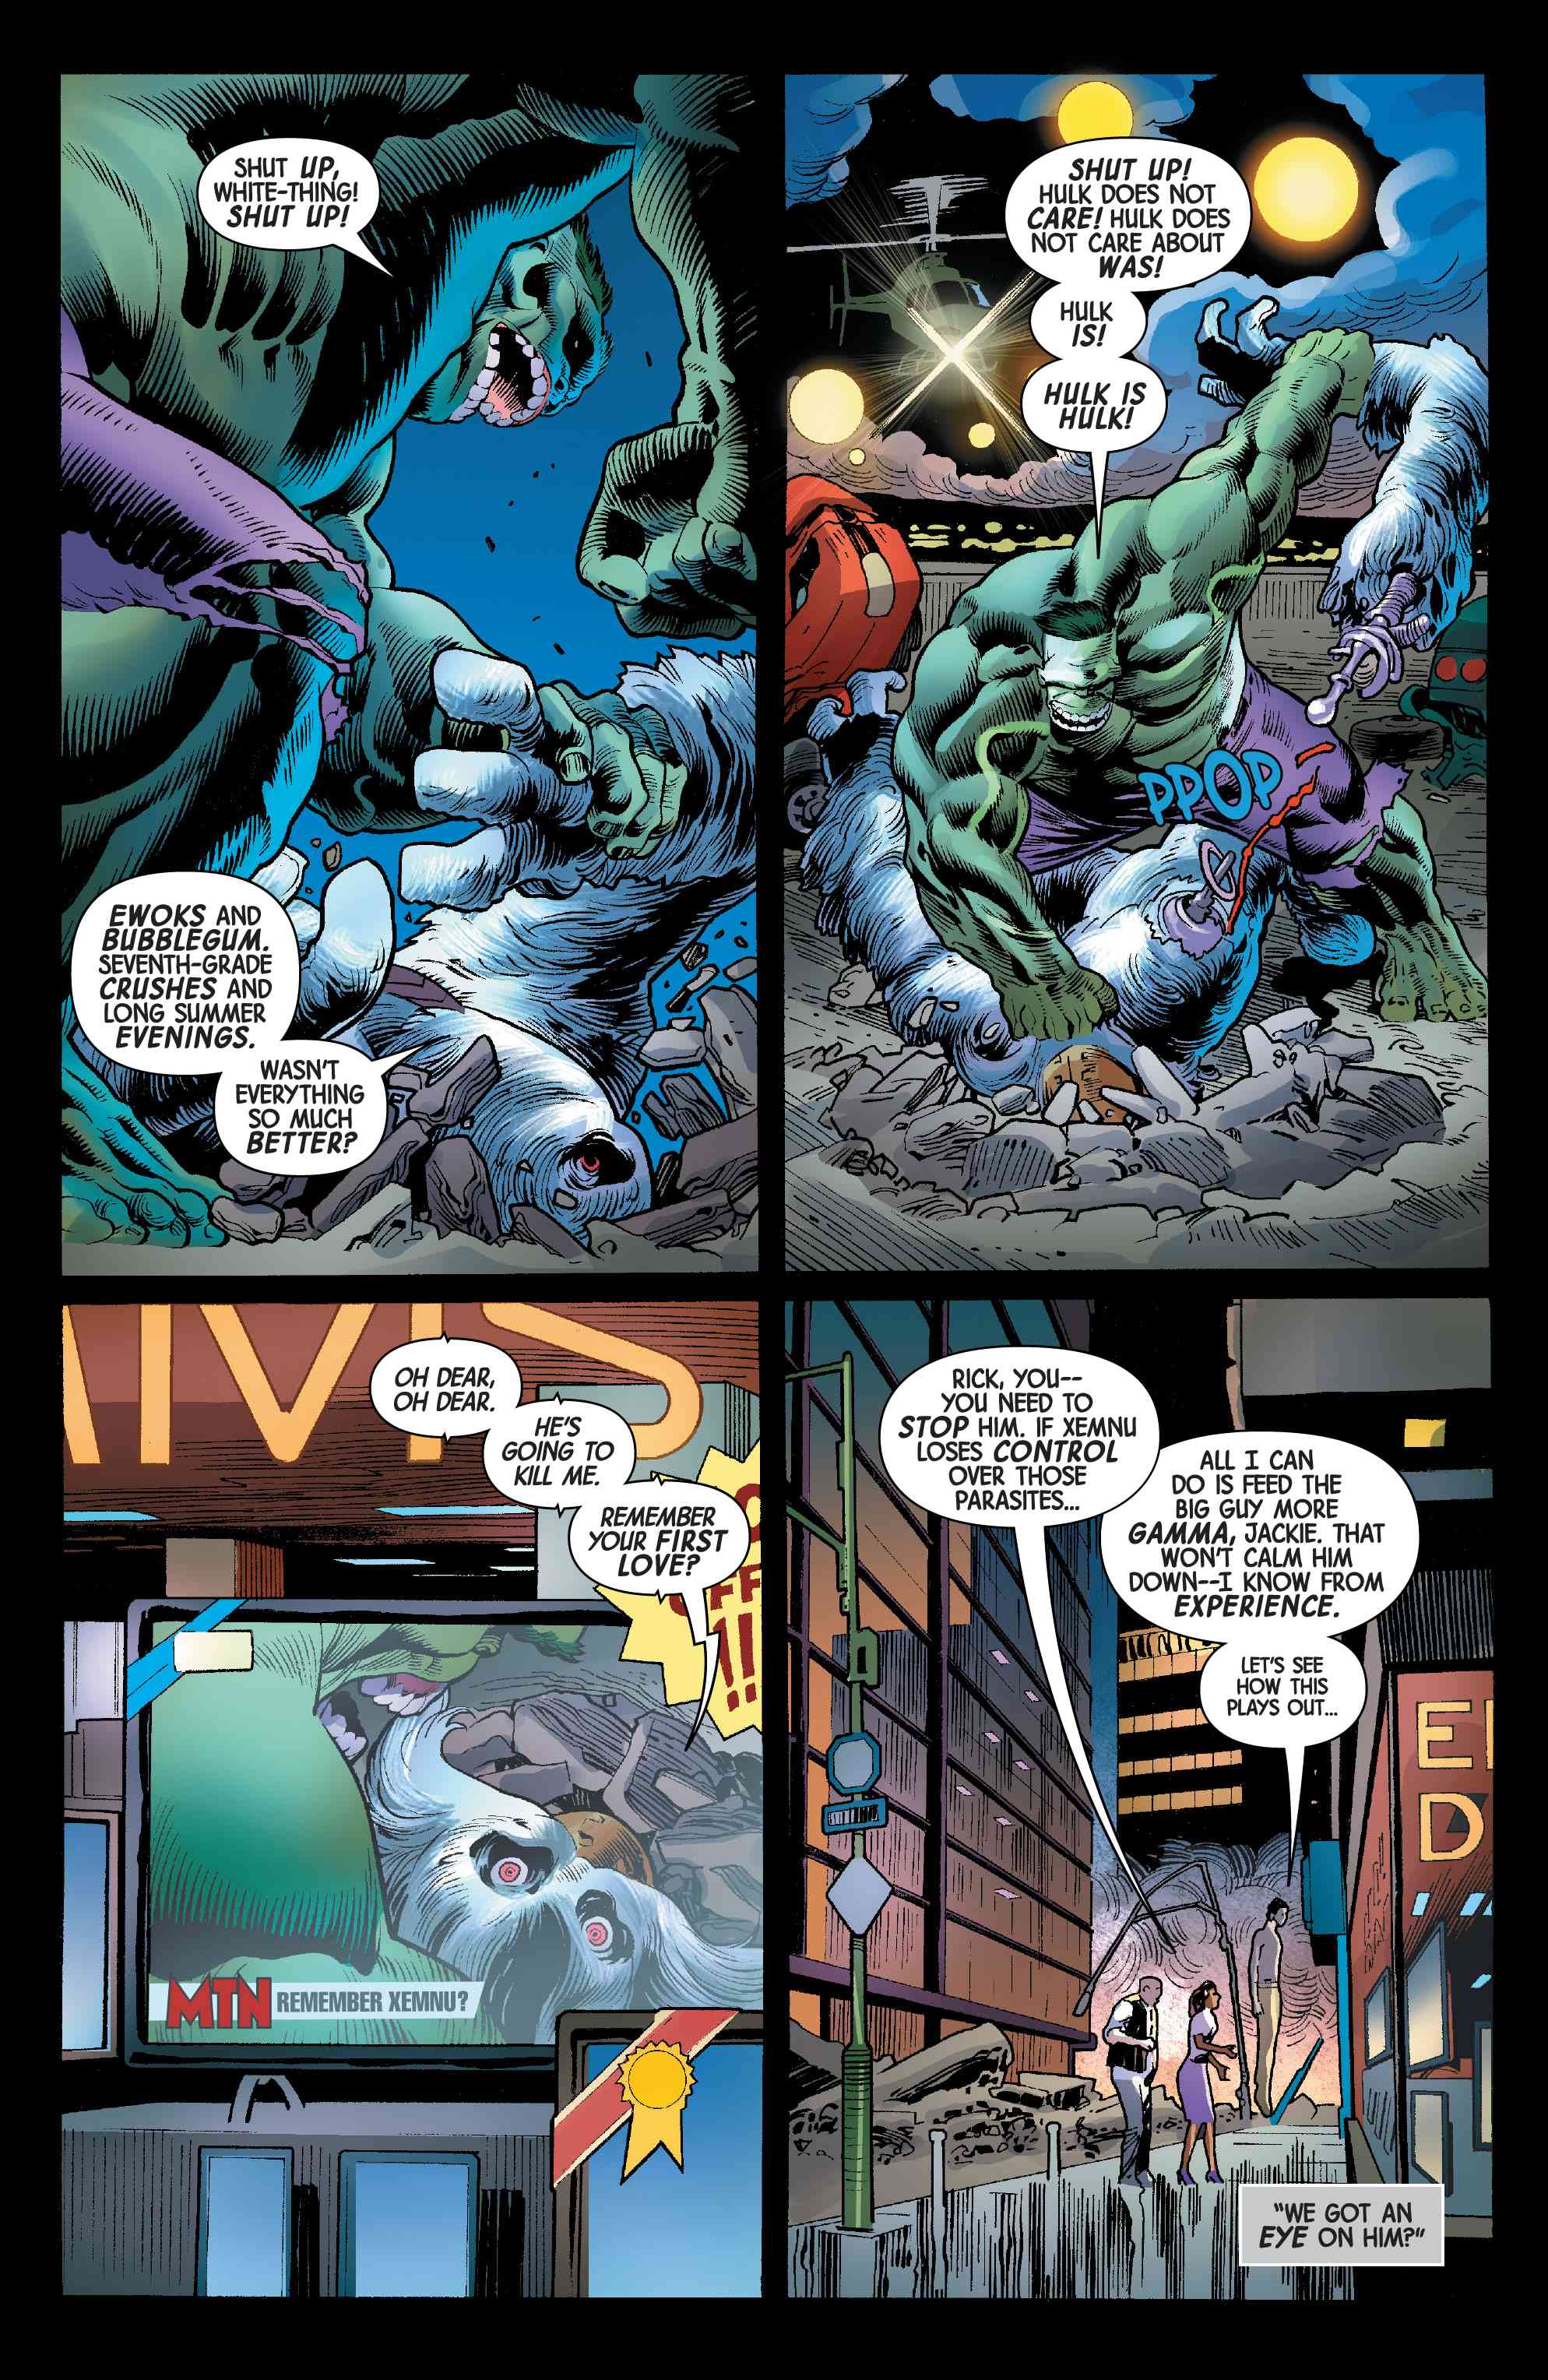 SHUT UP,
WHITE-THING!
SHUT UP!
EWOKS AND
BUBBLEGUM.
SEVENTH-GRADE
CRUSHES AND
LONG SUMMER
EVENINGS.
WASN'T
EVERYTHING
SO MUCH
BETTER?
SHUT UP!
HULK DOES NOT
CARE! HULK DOES
NOT CARE ABOUT
WAS!
HULK
IS!
HULK IS
HULK!
PPOP
OH DEAR,
OH DEAR.
HE'S
GOING TO
KILL ME.
REMEMBER
YOUR FIRST
LOVE?
MTN REMEMBER XEMNU?
RICK, YOU--
YOU NEED TO
STOP HIM. IF XEMNU
LOSES CONTROL
OVER THOSE
PARASITES...
ALL I CAN
DO IS FEED THE
BIG GUY MORE
GAMMA, JACKIE. THAT
WON'T CALM HIM
DOWN--I KNOW FROM
EXPERIENCE.
LET'S SEE
HOW THIS
PLAYS OUT...
E
D
"WE GOT AN
EYE ON HIM?"